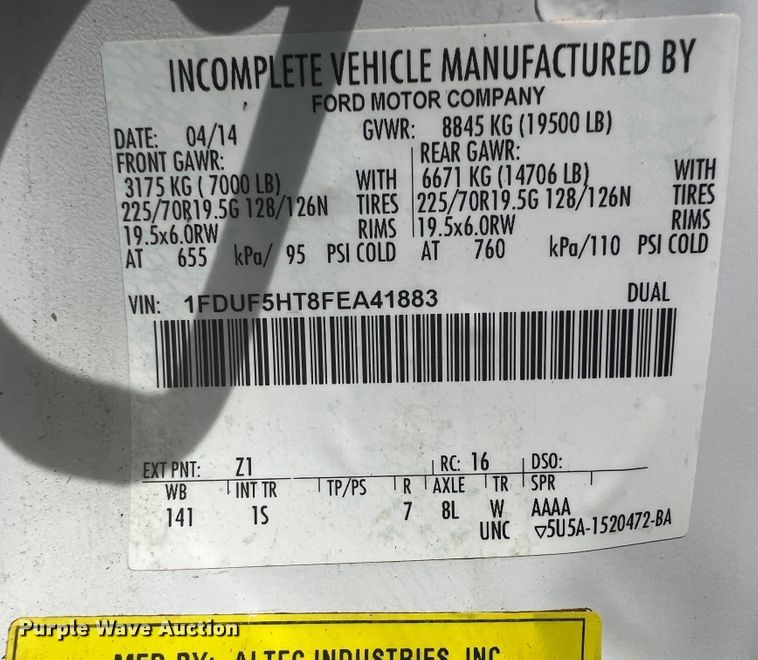 INCOMPLETE VEHICLE MANUFACTURED BY
FORD MOTOR COMPANY
DATE: 04/14 GVWR: 8845 KG (19500 LB)
FRONT GAWR: REAR GAWR:
3175 KG ( 7000 LB) WITH 6671 KG (14706 LB) WITH
225/70R19.5G 128/126N TIRES 225/70R19.5G 128/126N TIRES
19.5x6.0RW RIMS 19.5x6.0RW RIMS
AT 655 kPa/ 95 PSI COLD AT 760 kPa/110 PSI COLD
VIN: 1FDUF5HT8FEA41883 DUAL
EXT PNT: Z1 RC: 16 DSO:
WB INT TR TP/PS R AXLE TR SPR
141 1S 7 8L W AAAA
UNC ▽5U5A-1520472-BA
Purple Wave Auction
MFD BY: ALTEC INDUSTRIES, INC